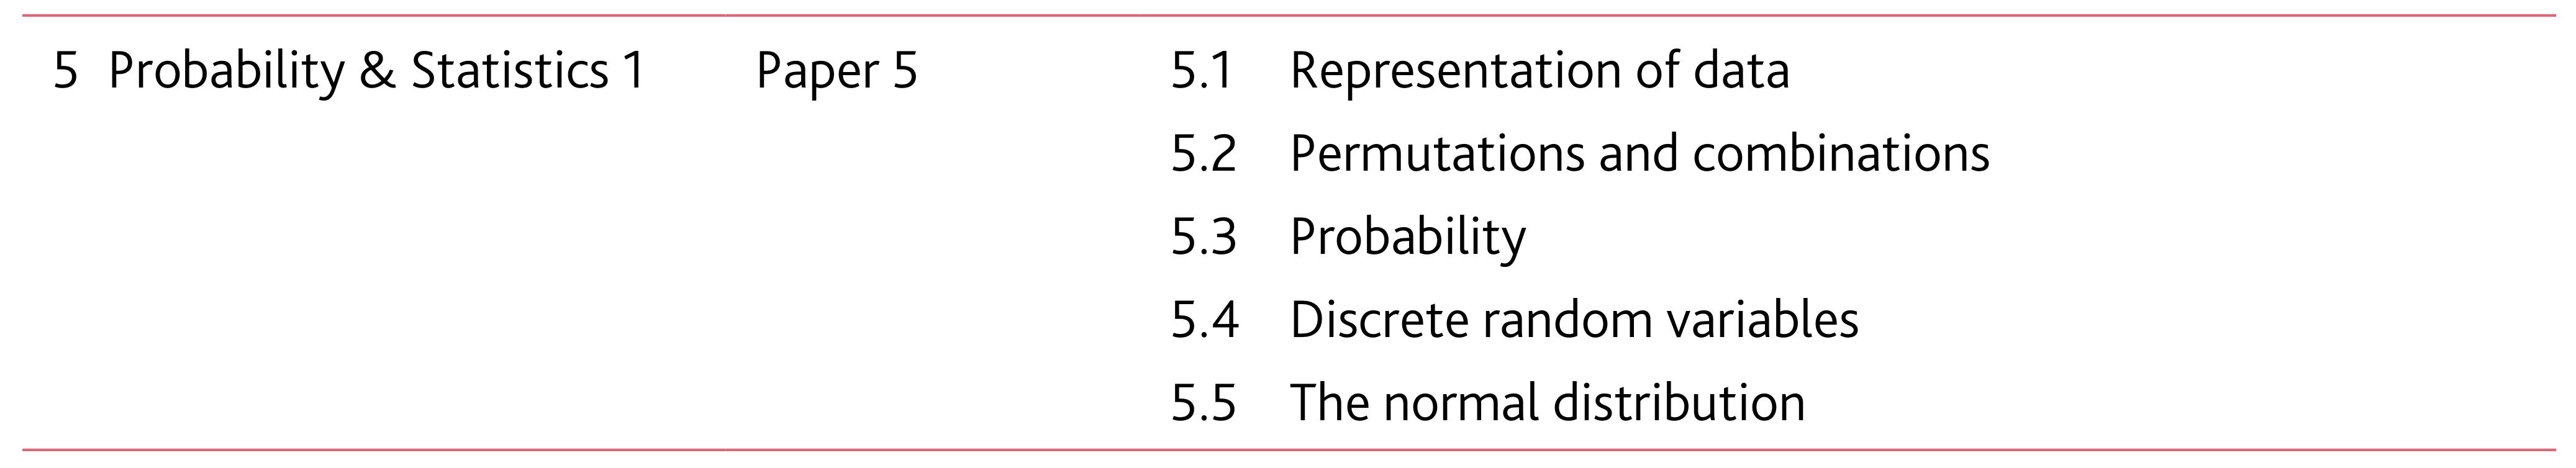 5 Probability & Statistics 1 Paper 5 5.1 Representation of data
5.2 Permutations and combinations
5.3 Probability
5.4 Discrete random variables
5.5 The normal distribution